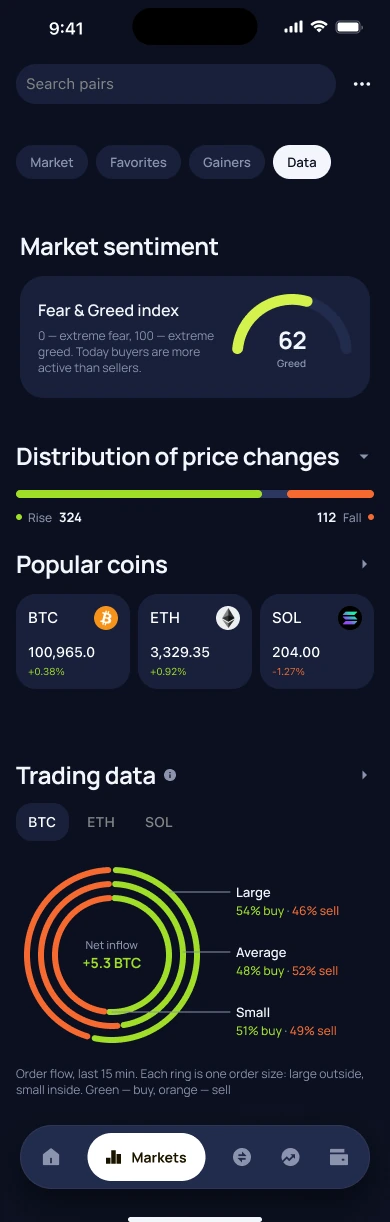 9:41
Search pairs
Market Favorites Gainers Data
Market sentiment
Fear & Greed index
0 — extreme fear, 100 — extreme
greed. Today buyers are more
active than sellers.
62
Greed
Distribution of price changes
Rise 324 112 Fall
Popular coins
BTC ETH SOL
100,965.0 3,329.35 204.00
+0.38% +0.92% -1.27%
Trading data
BTC ETH SOL
Net inflow
+5.3 BTC
Large
54% buy · 46% sell
Average
48% buy · 52% sell
Small
51% buy · 49% sell
Order flow, last 15 min. Each ring is one order size: large outside,
small inside. Green — buy, orange — sell
Markets